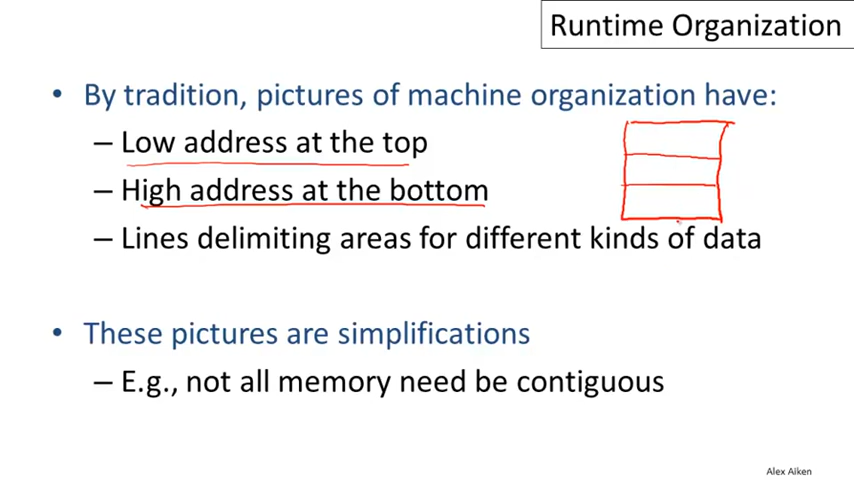 Runtime Organization
• By tradition, pictures of machine organization have:
– Low address at the top
– High address at the bottom
– Lines delimiting areas for different kinds of data
• These pictures are simplifications
– E.g., not all memory need be contiguous
Alex Aiken